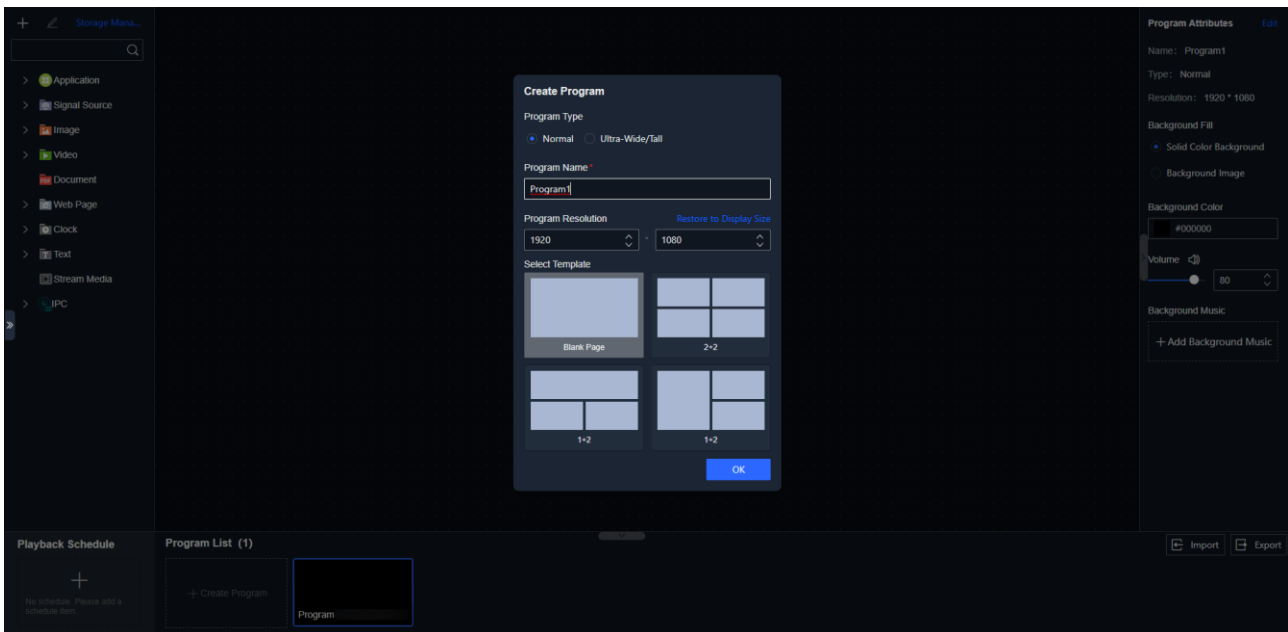 Storage Mana...
Application
Signal Source
Image
Video
Document
Web Page
Clock
Text
Stream Media
IPC
Create Program
Program Type
Normal Ultra-Wide/Tall
Program Name*
Program1
Program Resolution Restore to Display Size
1920 * 1080
Select Template
Blank Page 2*2
1+2 1+2
OK
Program Attributes Edit
Name: Program1
Type: Normal
Resolution: 1920 * 1080
Background Fill
Solid Color Background
Background Image
Background Color
#000000
Volume
80
Background Music
+ Add Background Music
Playback Schedule
No schedule. Please add a
schedule item.
Program List (1)
+ Create Program
Program
Import Export